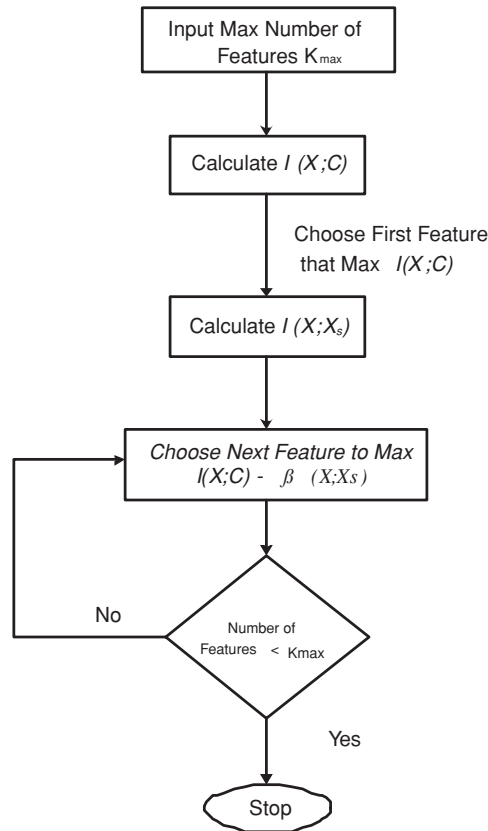 Input Max Number of
Features Kmax
Calculate I (X;C)
Choose First Feature
that Max I(X;C)
Calculate I (X;Xs)
Choose Next Feature to Max
I(X;C) - β (X;Xs)
No
Number of
Features < Kmax
Yes
Stop